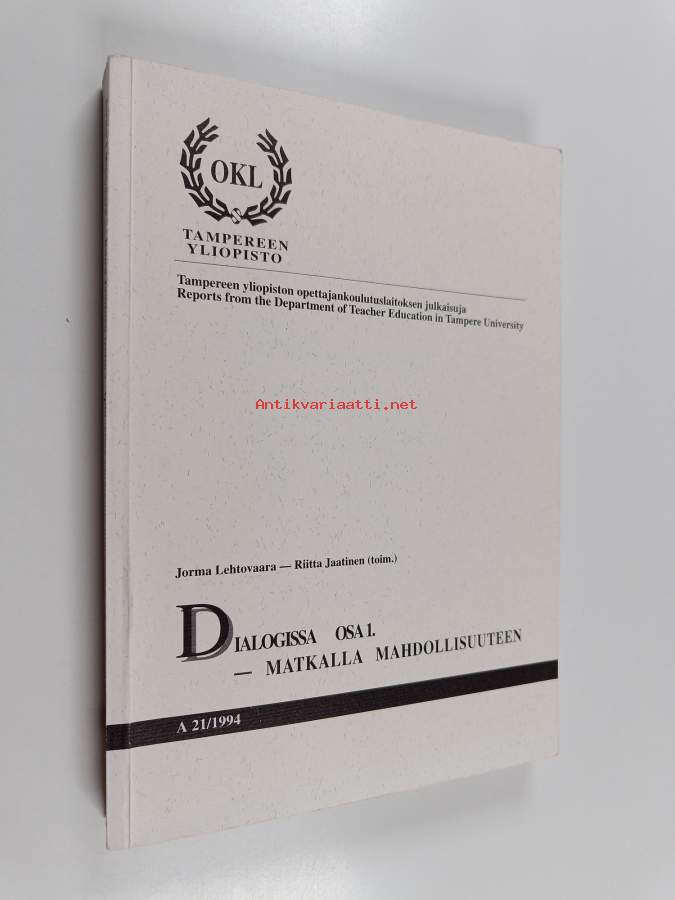 OKL
TAMPEREEN
YLIOPISTO
Tampereen yliopiston opettajankoulutuslaitoksen julkaisuja
Reports from the Department of Teacher Education in Tampere University
Antikvariaatti.net
Jorma Lehtovaara — Riitta Jaatinen (toim.)
DIALOGISSA OSA 1.
— MATKALLA MAHDOLLISUUTEEN
A 21/1994